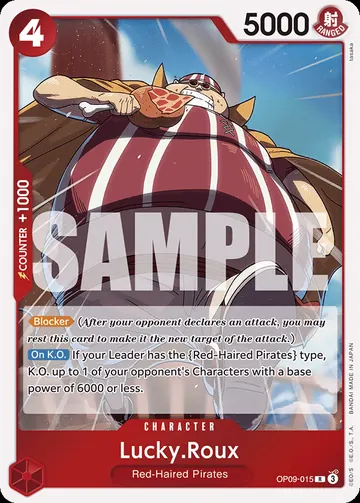 4
5000
射
RANGED
tasaka
COUNTER +1000
SAMPLE
Blocker (After your opponent declares an attack, you may
rest this card to make it the new target of the attack.)
On K.O. If your Leader has the {Red-Haired Pirates} type,
K.O. up to 1 of your opponent's Characters with a base
power of 6000 or less.
CHARACTER
Lucky.Roux
Red-Haired Pirates
OP09-015 R 3
©E.O/S. ©E.O./S., T.A. BANDAI MADE IN JAPAN